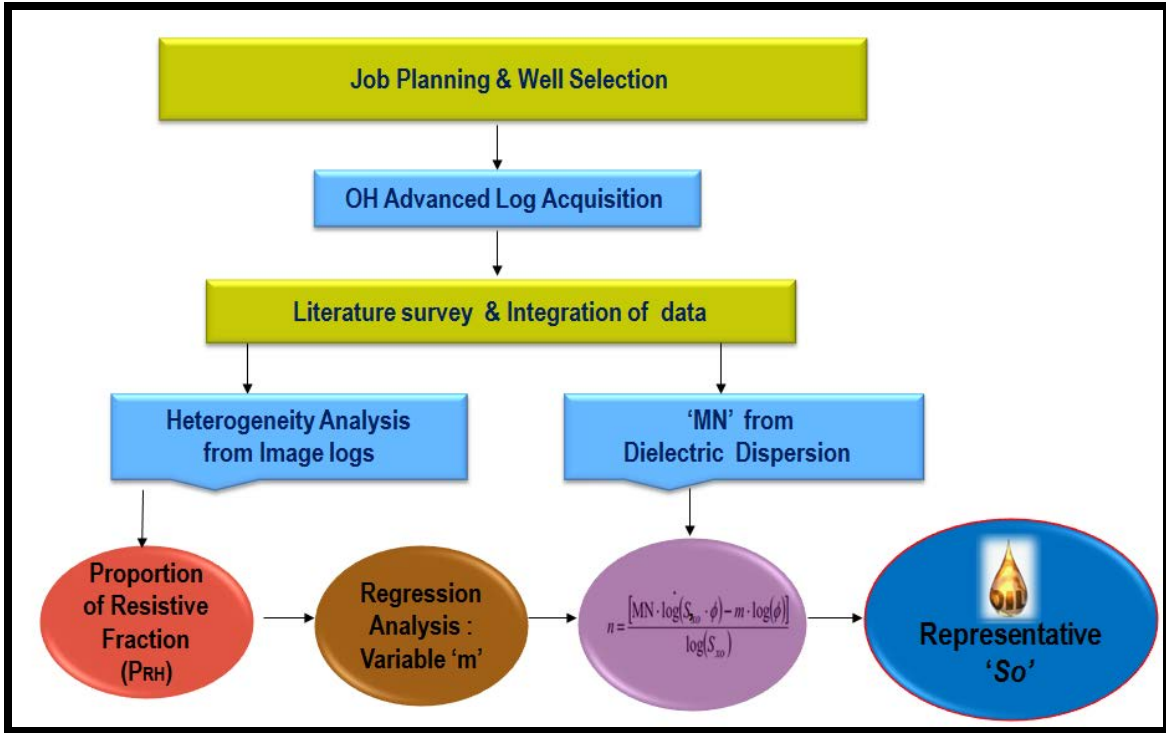 Job Planning & Well Selection
OH Advanced Log Acquisition
Literature survey & Integration of data
Heterogeneity Analysis
from Image logs
‘MN’ from
Dielectric Dispersion
Proportion
of Resistive
Fraction
(PRH)
Regression
Analysis :
Variable ‘m’
n = [MN · log(Sxo · ϕ) – m · log(ϕ)] / log(Sxo)
Oil
Representative
‘So’